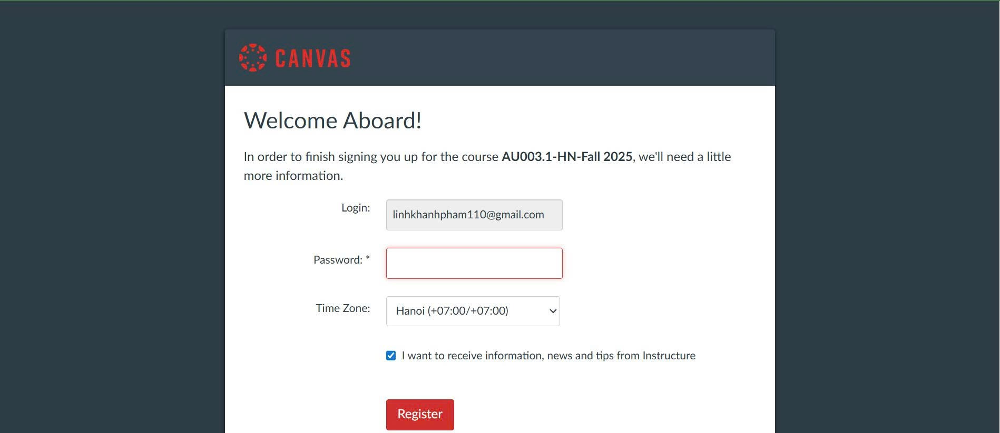 CANVAS
Welcome Aboard!
In order to finish signing you up for the course AU003.1-HN-Fall 2025, we'll need a little
more information.
Login: linhkhanhpham110@gmail.com
Password: *
Time Zone: Hanoi (+07:00/+07:00)
I want to receive information, news and tips from Instructure
Register